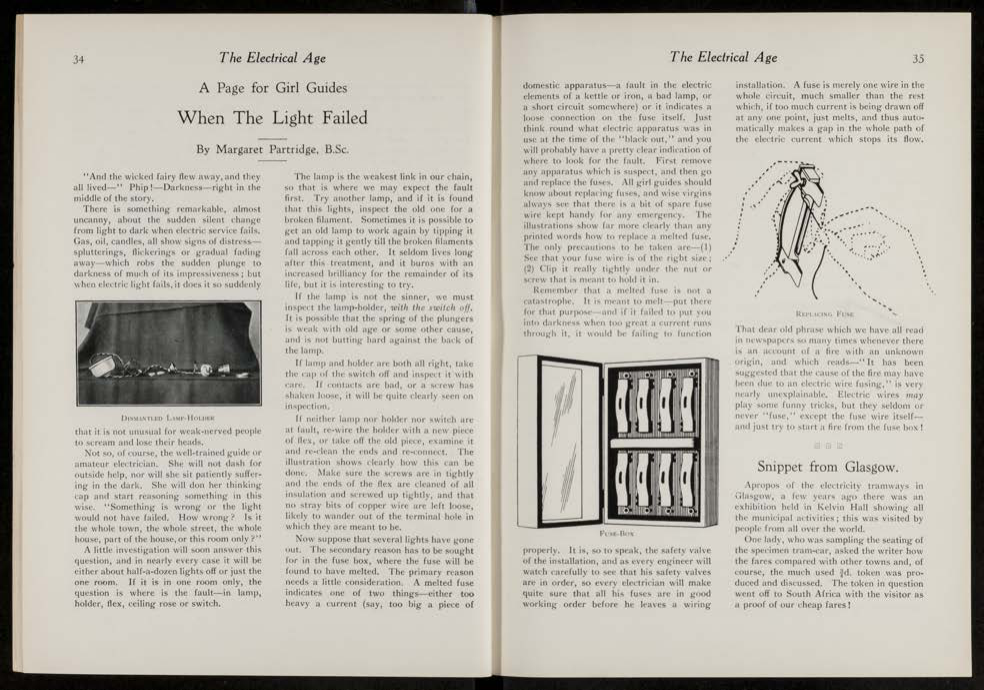 34
The Electrical Age
A Page for Girl Guides
When The Light Failed
By Margaret Partridge, B.Sc.
"And the wicked fairy flew away, and they
all lived—" Phip!—Darkness—right in the
middle of the story.
There is something remarkable, almost
uncanny, about the sudden silent change
from light to dark when electric service fails.
Gas, oil, candles, all show signs of distress—
splutterings, flickerings or gradual fading
away—which robs the sudden plunge to
darkness of much of its impressiveness; but
when electric light fails, it does it so suddenly
Dismantled Lamp-Holder
that it is not unusual for weak-nerved people
to scream and lose their heads.
Not so, of course, the well-trained guide or
amateur electrician. She will not dash for
outside help, nor will she sit patiently suffer-
ing in the dark. She will don her thinking
cap and start reasoning something in this
wise. "Something is wrong or the light
would not have failed. How wrong? Is it
the whole town, the whole street, the whole
house, part of the house, or this room only?"
A little investigation will soon answer this
question, and in nearly every case it will be
either about half-a-dozen lights off or just the
one room. If it is in one room only, the
question is where is the fault—in lamp,
holder, flex, ceiling rose or switch.
The lamp is the weakest link in our chain,
so that is where we may expect the fault
first. Try another lamp, and if it is found
that this lights, inspect the old one for a
broken filament. Sometimes it is possible to
get an old lamp to work again by tipping it
and tapping it gently till the broken filaments
fall across each other. It seldom lives long
after this treatment, and it burns with an
increased brilliancy for the remainder of its
life, but it is interesting to try.
If the lamp is not the sinner, we must
inspect the lamp-holder, with the switch off.
It is possible that the spring of the plungers
is weak with old age or some other cause,
and is not butting hard against the back of
the lamp.
If lamp and holder are both all right, take
the cap of the switch off and inspect it with
care. If contacts are bad, or a screw has
shaken loose, it will be quite clearly seen on
inspection.
If neither lamp nor holder nor switch are
at fault, re-wire the holder with a new piece
of flex, or take off the old piece, examine it
and re-clean the ends and re-connect. The
illustration shows clearly how this can be
done. Make sure the screws are in tightly
and the ends of the flex are cleaned of all
insulation and screwed up tightly, and that
no stray bits of copper wire are left loose,
likely to wander out of the terminal hole in
which they are meant to be.
Now suppose that several lights have gone
out. The secondary reason has to be sought
for in the fuse box, where the fuse will be
found to have melted. The primary reason
needs a little consideration. A melted fuse
indicates one of two things—either too
heavy a current (say, too big a piece of
The Electrical Age
35
domestic apparatus—a fault in the electric
elements of a kettle or iron, a bad lamp, or
a short circuit somewhere) or it indicates a
loose connection on the fuse itself. Just
think round what electric apparatus was in
use at the time of the "black out," and you
will probably have a pretty clear indication of
where to look for the fault. First remove
any apparatus which is suspect, and then go
and replace the fuses. All girl guides should
know about replacing fuses, and wise virgins
always see that there is a bit of spare fuse
wire kept handy for any emergency. The
illustrations show far more clearly than any
printed words how to replace a melted fuse.
The only precautions to be taken are—(1)
See that your fuse wire is of the right size;
(2) Clip it really tightly under the nut or
screw that is meant to hold it in.
Remember that a melted fuse is not a
catastrophe. It is meant to melt—put there
for that purpose—and if it failed to put you
into darkness when too great a current runs
through it, it would be failing to function
Fuse-Box
properly. It is, so to speak, the safety valve
of the installation, and as every engineer will
watch carefully to see that his safety valves
are in order, so every electrician will make
quite sure that all his fuses are in good
working order before he leaves a wiring
installation. A fuse is merely one wire in the
whole circuit, much smaller than the rest
which, if too much current is being drawn off
at any one point, just melts, and thus auto-
matically makes a gap in the whole path of
the electric current which stops its flow.
Replacing Fuse
That dear old phrase which we have all read
in newspapers so many times whenever there
is an account of a fire with an unknown
origin, and which reads—"It has been
suggested that the cause of the fire may have
been due to an electric wire fusing," is very
nearly unexplainable. Electric wires may
play some funny tricks, but they seldom or
never "fuse," except the fuse wire itself—
and just try to start a fire from the fuse box!
Snippet from Glasgow.
Apropos of the electricity tramways in
Glasgow, a few years ago there was an
exhibition held in Kelvin Hall showing all
the municipal activities; this was visited by
people from all over the world.
One lady, who was sampling the seating of
the specimen tram-car, asked the writer how
the fares compared with other towns and, of
course, the much used ¾d. token was pro-
duced and discussed. The token in question
went off to South Africa with the visitor as
a proof of our cheap fares!